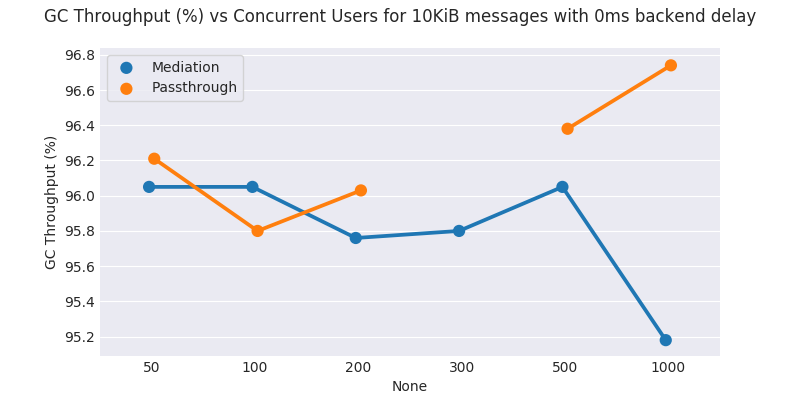 GC Throughput (%) vs Concurrent Users for 10KiB messages with 0ms backend delay
Mediation
Passthrough
GC Throughput (%)
96.8
96.6
96.4
96.2
96.0
95.8
95.6
95.4
95.2
50 100 200 300 500 1000
None